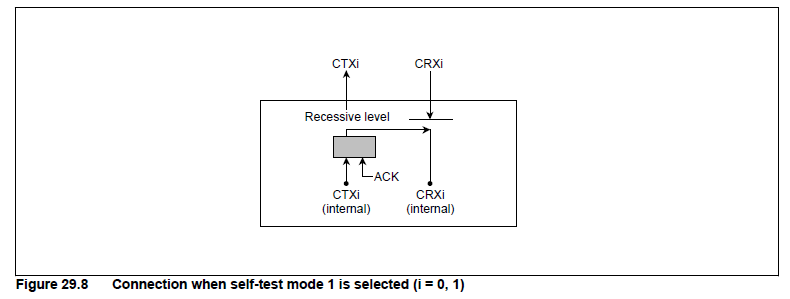 CTXi CRXi
Recessive level
ACK
CTXi CRXi
(internal) (internal)
Figure 29.8 Connection when self-test mode 1 is selected (i = 0, 1)